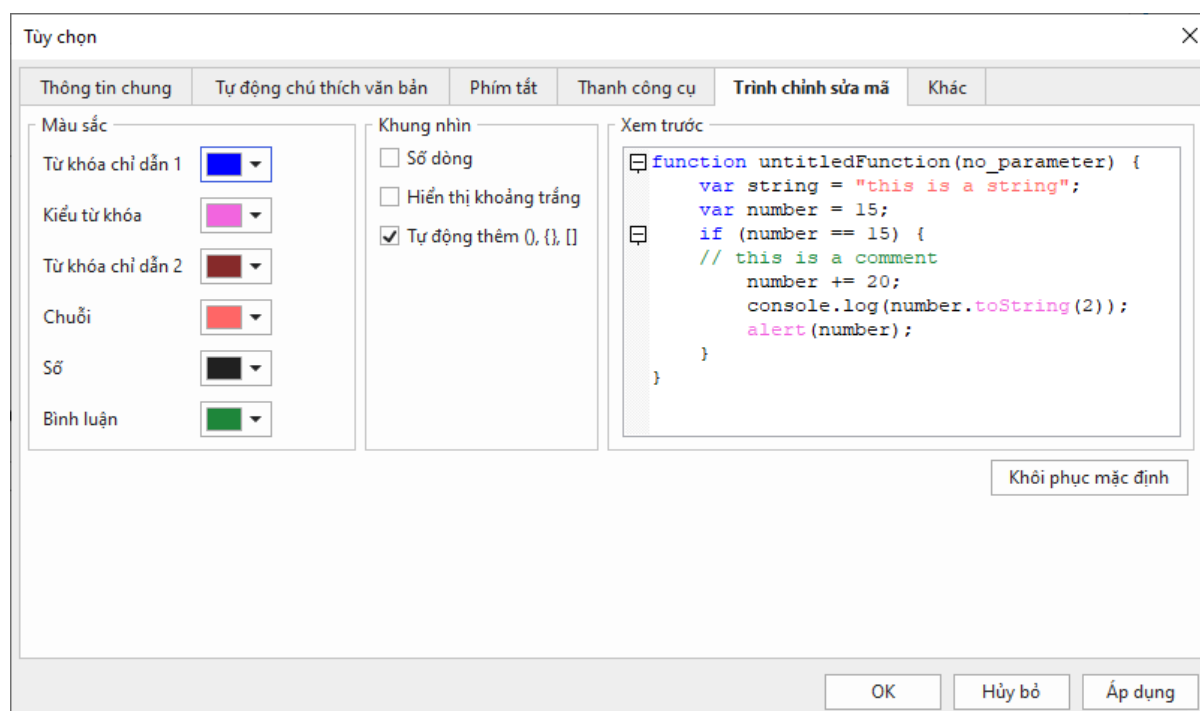 Tùy chọn
Thông tin chung Tự động chú thích văn bản Phím tắt Thanh công cụ Trình chỉnh sửa mã Khác
Màu sắc
Từ khóa chỉ dẫn 1
Kiểu từ khóa
Từ khóa chỉ dẫn 2
Chuỗi
Số
Bình luận
Khung nhìn
Số dòng
Hiển thị khoảng trắng
Tự động thêm (), {}, []
Xem trước
function untitledFunction(no_parameter) {
    var string = "this is a string";
    var number = 15;
    if (number == 15) {
    // this is a comment
        number += 20;
        console.log(number.toString(2));
        alert(number);
    }
}
Khôi phục mặc định
OK Hủy bỏ Áp dụng